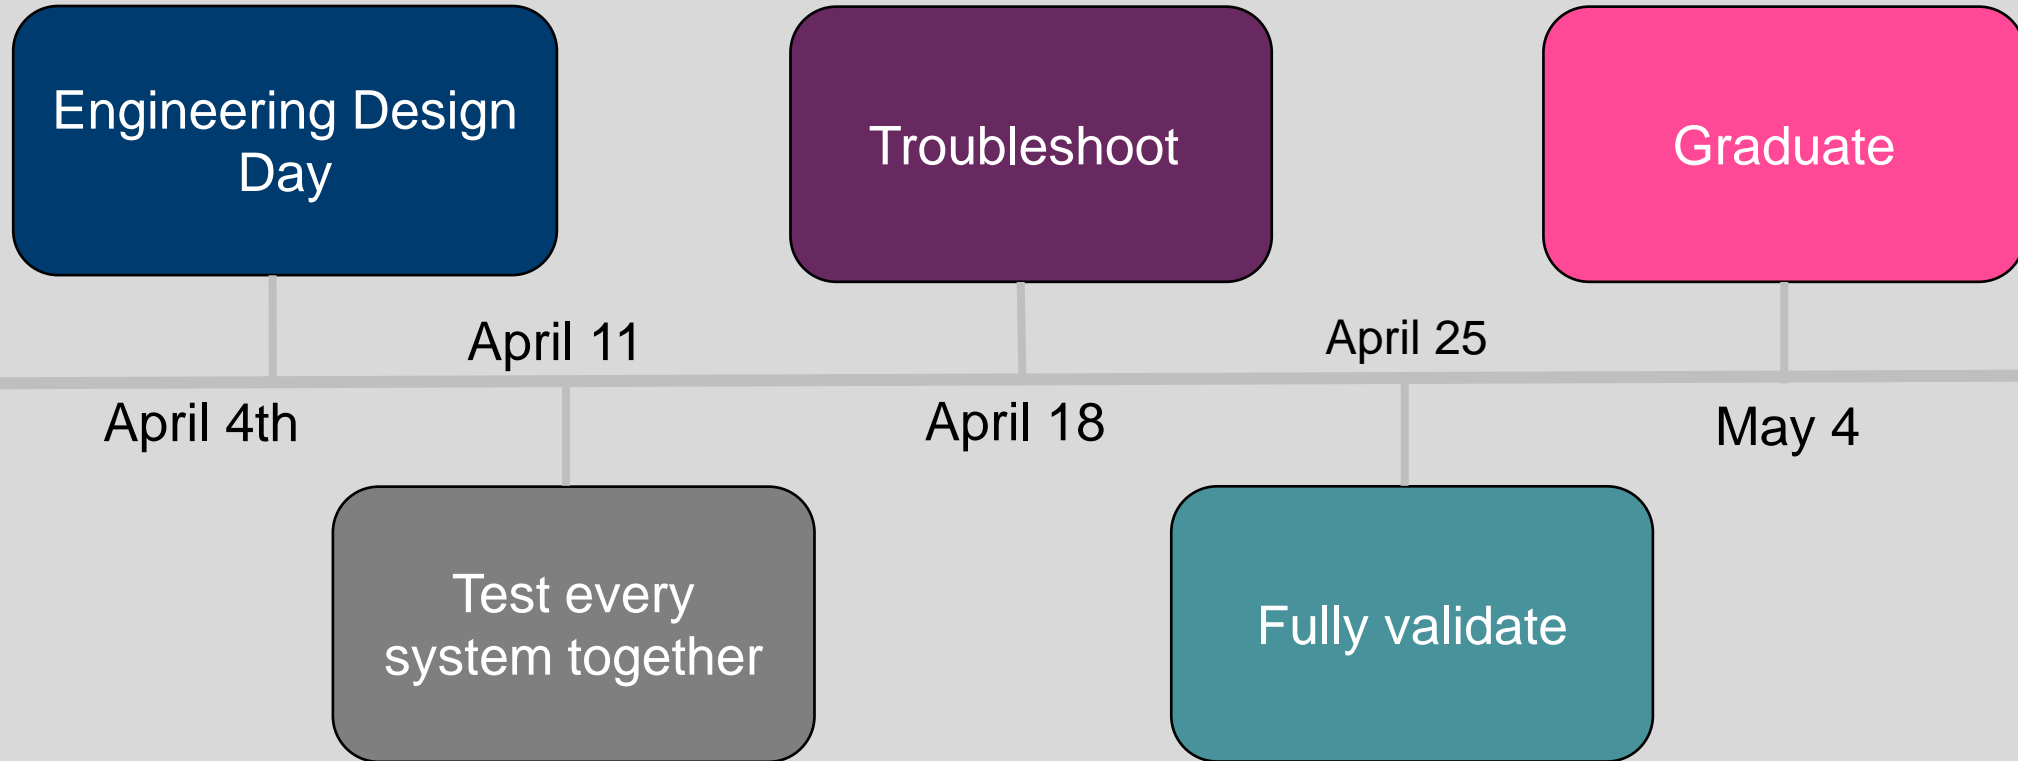 Engineering Design
Day
Troubleshoot
Graduate
April 11
April 25
April 4th
April 18
May 4
Test every
system together
Fully validate